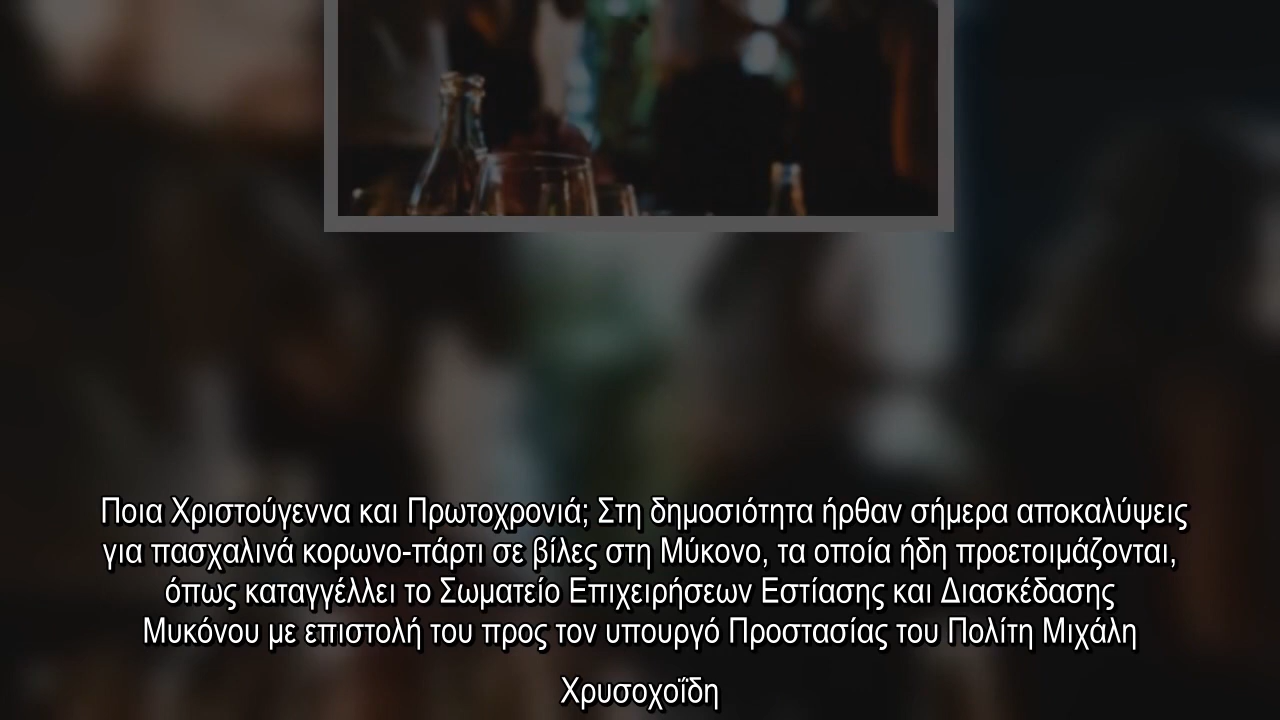 Ποια Χριστούγεννα και Πρωτοχρονιά; Στη δημοσιότητα ήρθαν σήμερα αποκαλύψεις
για πασχαλινά κορωνο-πάρτι σε βίλες στη Μύκονο, τα οποία ήδη προετοιμάζονται,
όπως καταγγέλλει το Σωματείο Επιχειρήσεων Εστίασης και Διασκέδασης
Μυκόνου με επιστολή του προς τον υπουργό Προστασίας του Πολίτη Μιχάλη
Χρυσοχοΐδη